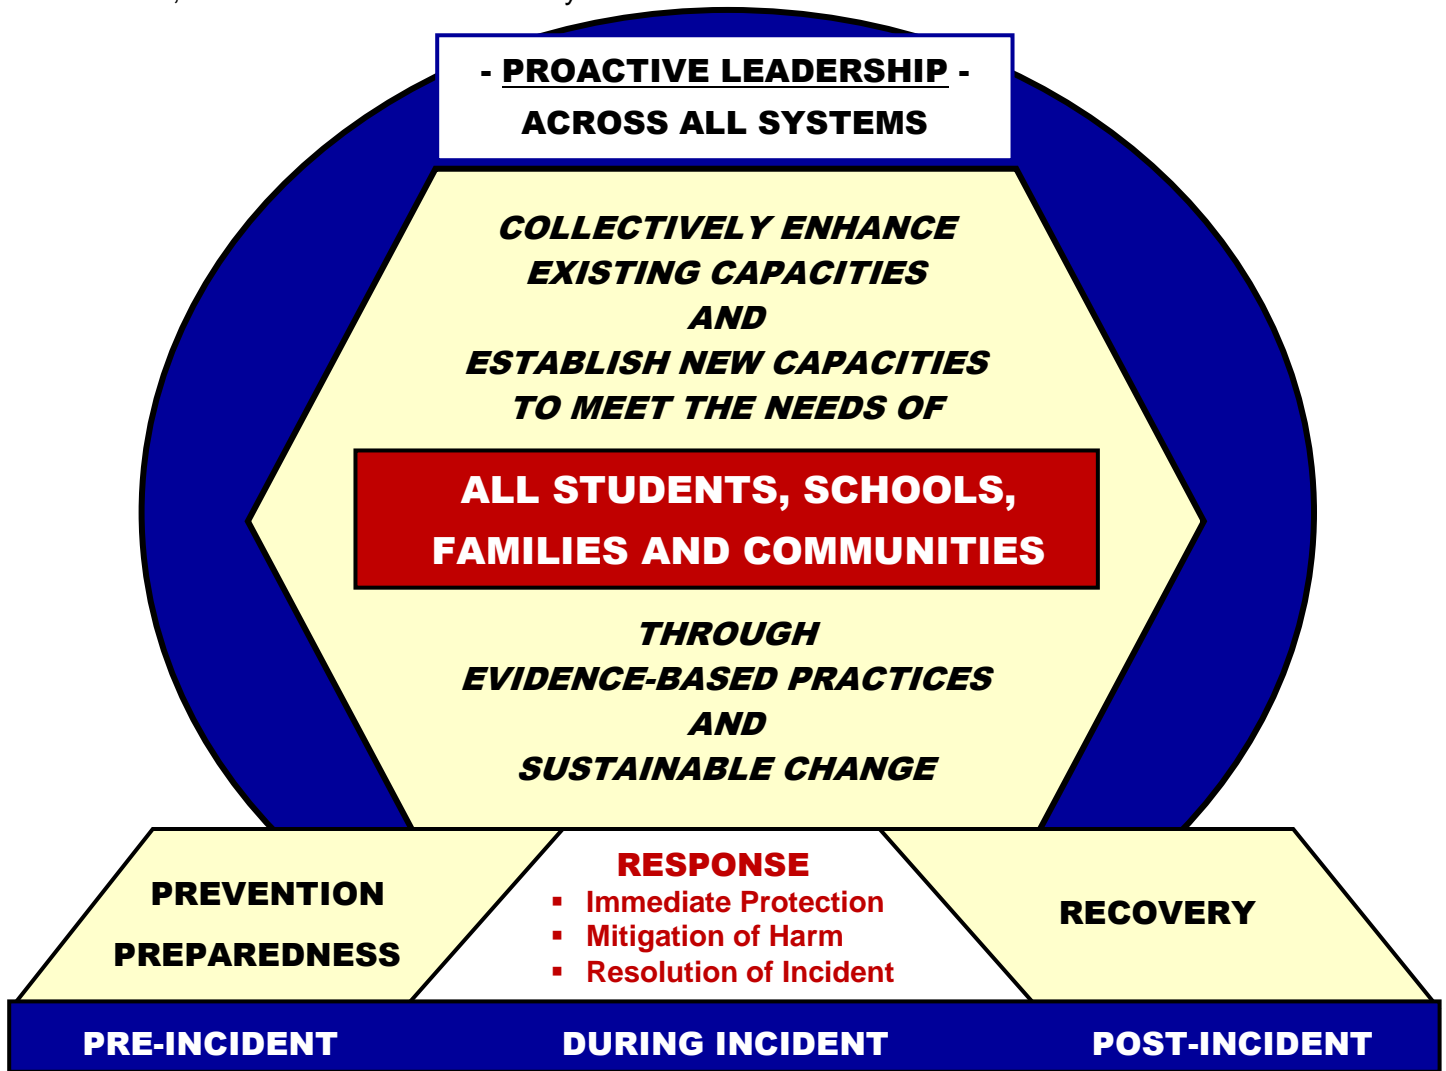 - PROACTIVE LEADERSHIP -
ACROSS ALL SYSTEMS
COLLECTIVELY ENHANCE
EXISTING CAPACITIES
AND
ESTABLISH NEW CAPACITIES
TO MEET THE NEEDS OF
ALL STUDENTS, SCHOOLS,
FAMILIES AND COMMUNITIES
THROUGH
EVIDENCE-BASED PRACTICES
AND
SUSTAINABLE CHANGE
PREVENTION
PREPAREDNESS
RESPONSE
▪ Immediate Protection
▪ Mitigation of Harm
▪ Resolution of Incident
RECOVERY
PRE-INCIDENT
DURING INCIDENT
POST-INCIDENT